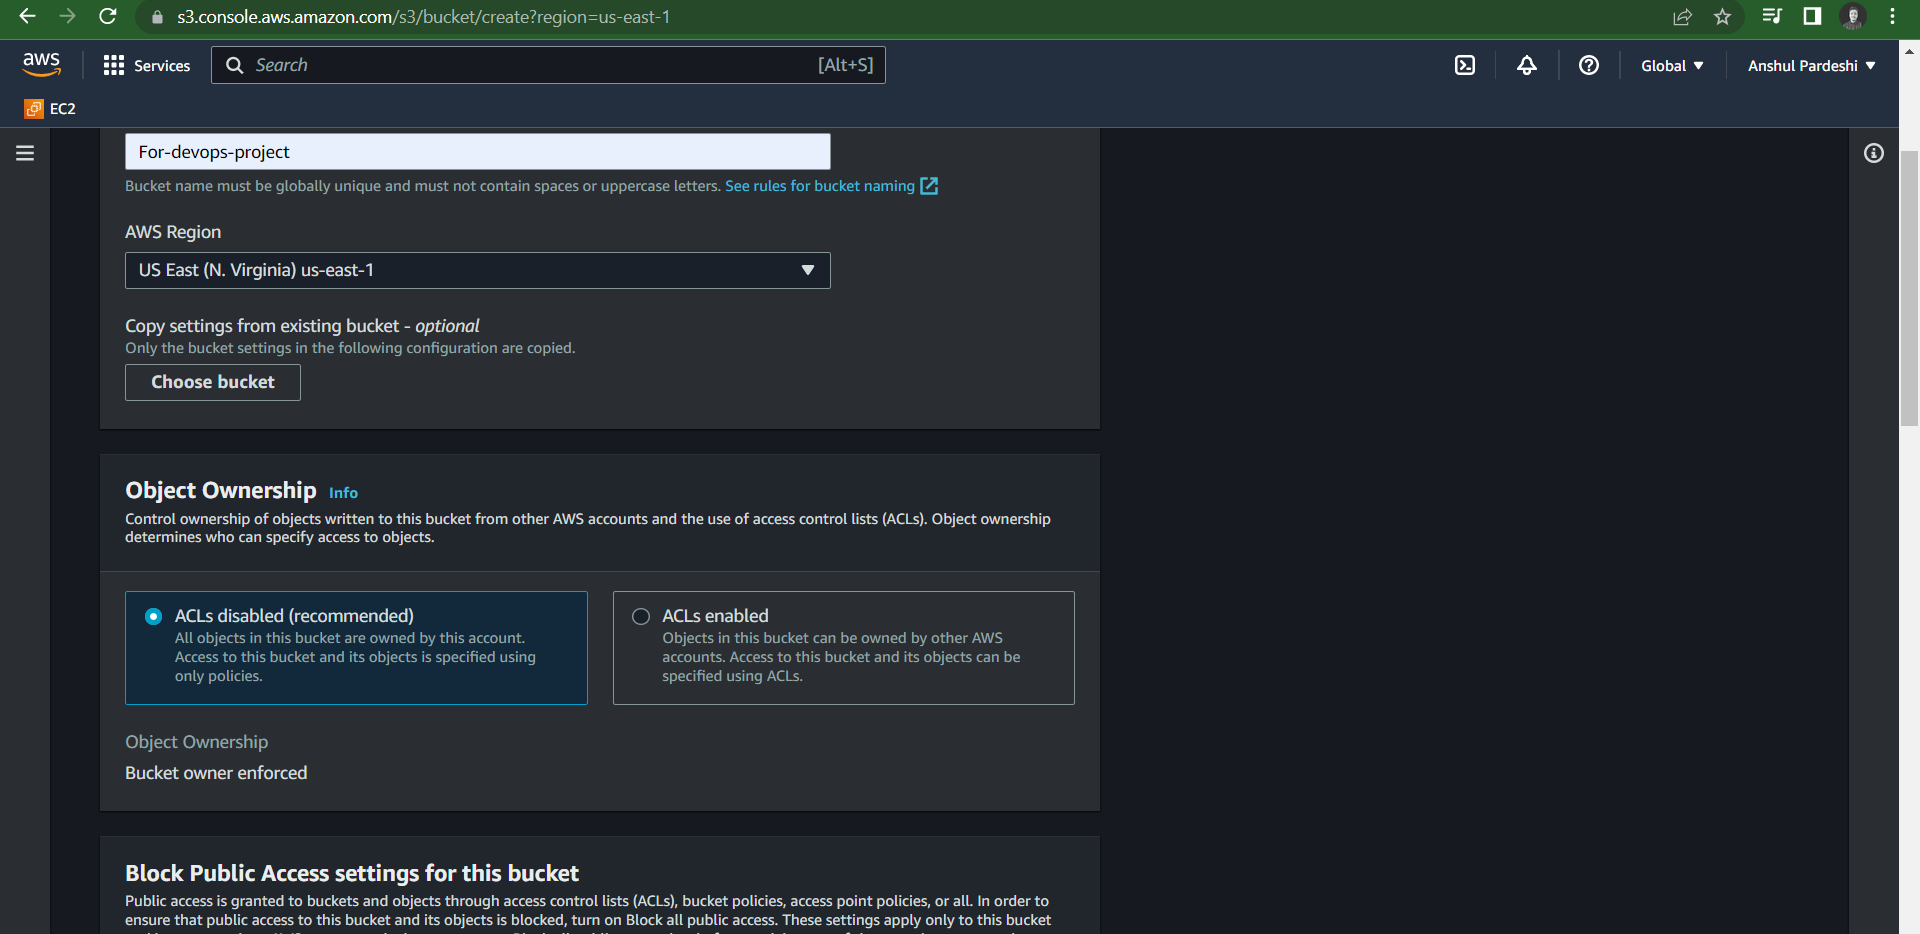 s3.console.aws.amazon.com/s3/bucket/create?region=us-east-1
aws
Services
Search
[Alt+S]
Global
Anshul Pardeshi
EC2
For-devops-project
Bucket name must be globally unique and must not contain spaces or uppercase letters. See rules for bucket naming
AWS Region
US East (N. Virginia) us-east-1
Copy settings from existing bucket - optional
Only the bucket settings in the following configuration are copied.
Choose bucket
Object Ownership Info
Control ownership of objects written to this bucket from other AWS accounts and the use of access control lists (ACLs). Object ownership
determines who can specify access to objects.
ACLs disabled (recommended)
All objects in this bucket are owned by this account.
Access to this bucket and its objects is specified using
only policies.
ACLs enabled
Objects in this bucket can be owned by other AWS
accounts. Access to this bucket and its objects can be
specified using ACLs.
Object Ownership
Bucket owner enforced
Block Public Access settings for this bucket
Public access is granted to buckets and objects through access control lists (ACLs), bucket policies, access point policies, or all. In order to
ensure that public access to this bucket and its objects is blocked, turn on Block all public access. These settings apply only to this bucket